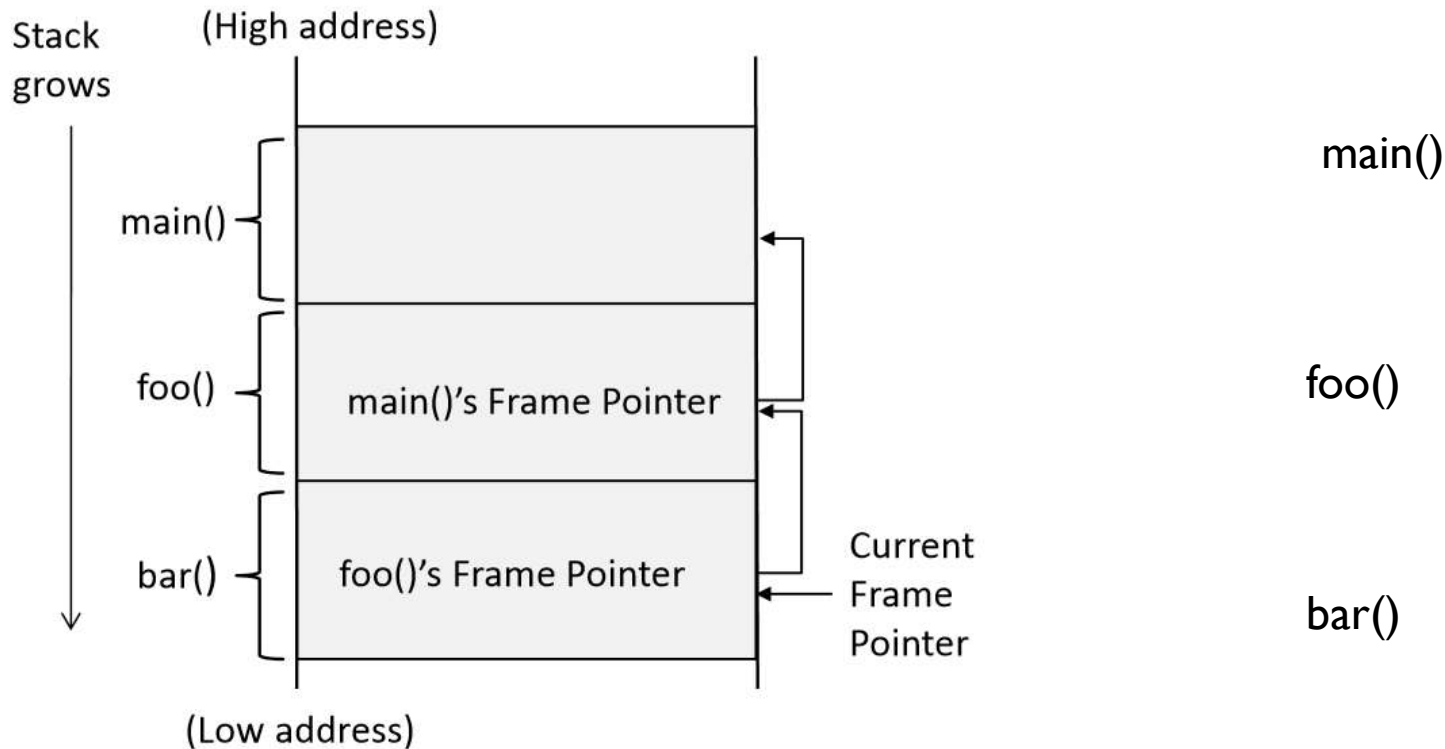 Stack
grows
(High address)
main()
main()
foo()
main()'s Frame Pointer
foo()
bar()
foo()'s Frame Pointer
Current
Frame
Pointer
bar()
(Low address)